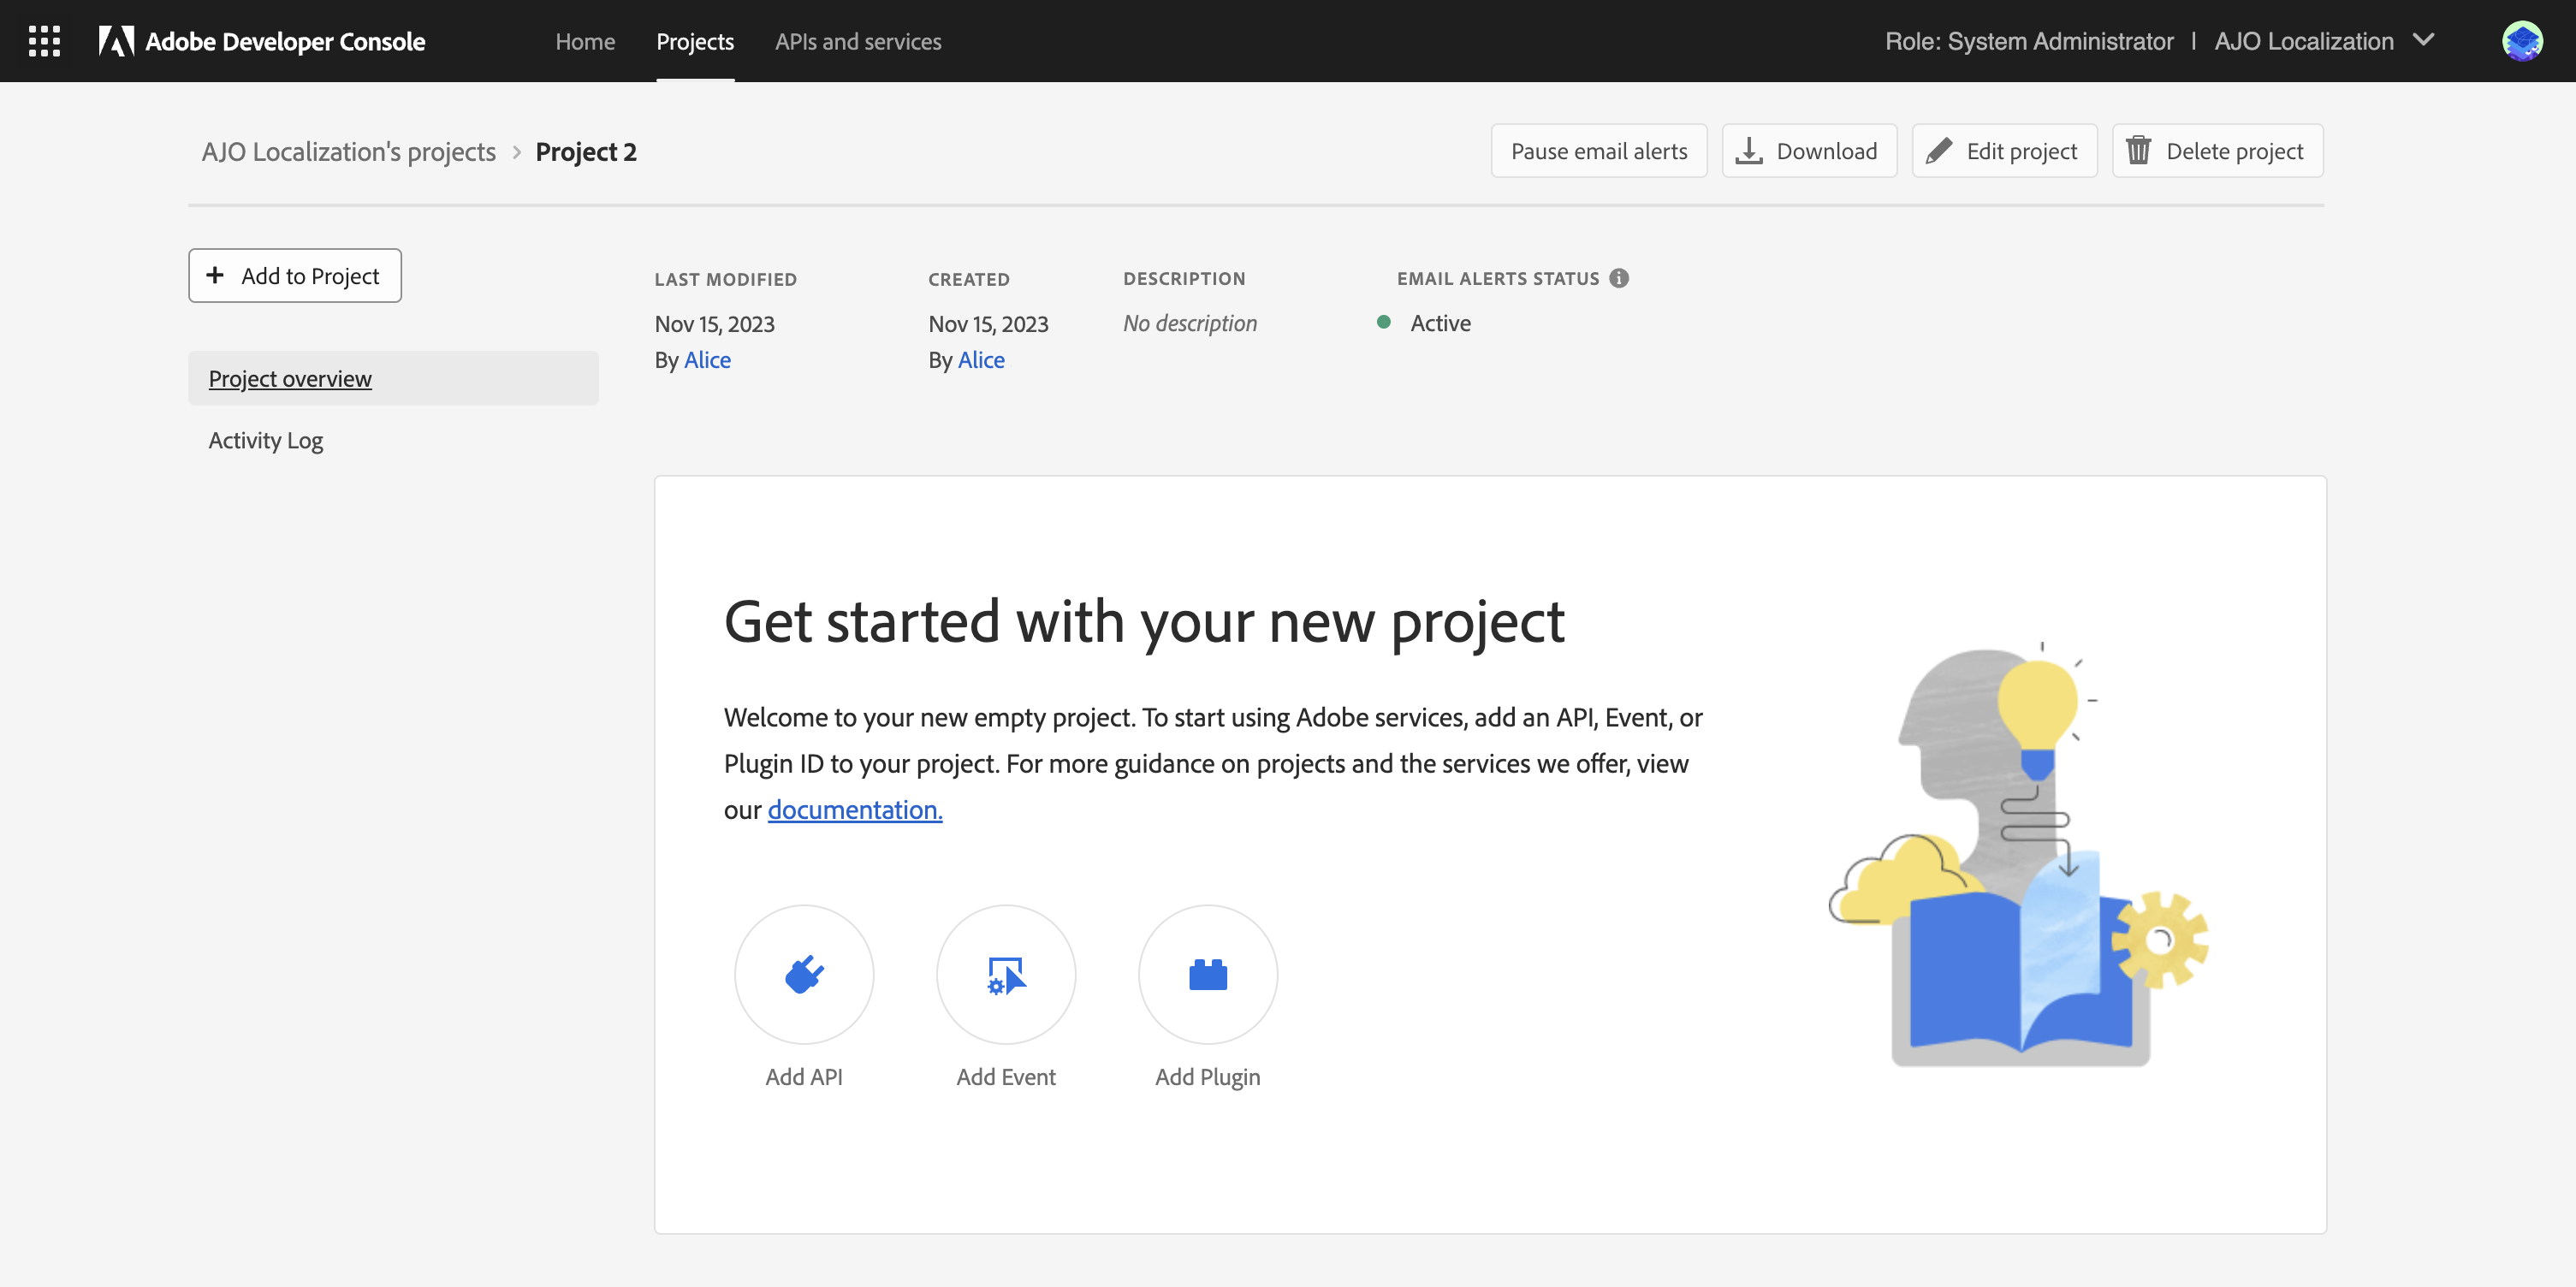 Adobe Developer Console Home Projects APIs and services Role: System Administrator | AJO Localization
AJO Localization's projects > Project 2 Pause email alerts Download Edit project Delete project
+ Add to Project
LAST MODIFIED CREATED DESCRIPTION EMAIL ALERTS STATUS
Nov 15, 2023 Nov 15, 2023 No description Active
By Alice By Alice
Project overview
Activity Log
Get started with your new project
Welcome to your new empty project. To start using Adobe services, add an API, Event, or
Plugin ID to your project. For more guidance on projects and the services we offer, view
our documentation.
Add API Add Event Add Plugin